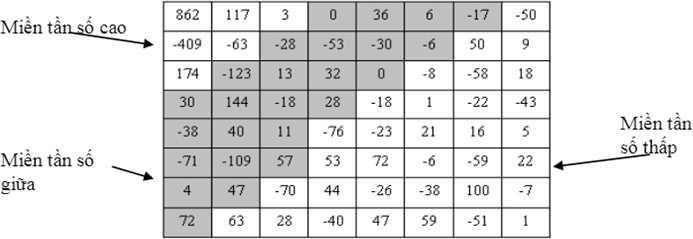 Miền tần số cao
862 117 3 0 36 6 -17 -50
-409 -63 -28 -53 -30 -6 50 9
174 -123 13 32 0 -8 -58 18
30 144 -18 28 -18 1 -22 -43
-38 40 11 -76 -23 21 16 5
-71 -109 57 53 72 -6 -59 22
4 47 -70 44 -26 -38 100 -7
72 63 28 -40 47 59 -51 1
Miền tần số
giữa
Miền tần
số thấp